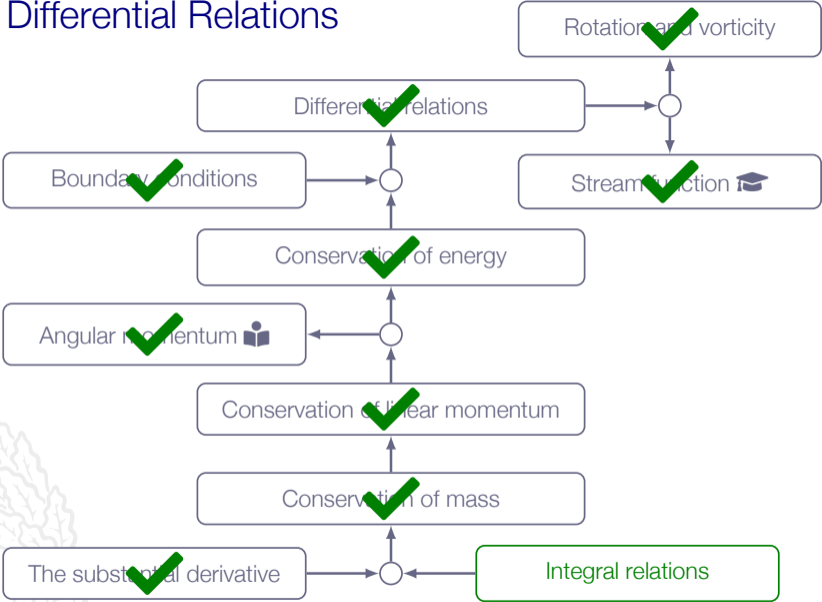 Differential Relations
Rotation and vorticity
Differential relations
Boundary conditions
Stream function
Conservation of energy
Angular momentum
Conservation of linear momentum
Conservation of mass
The substantial derivative
Integral relations